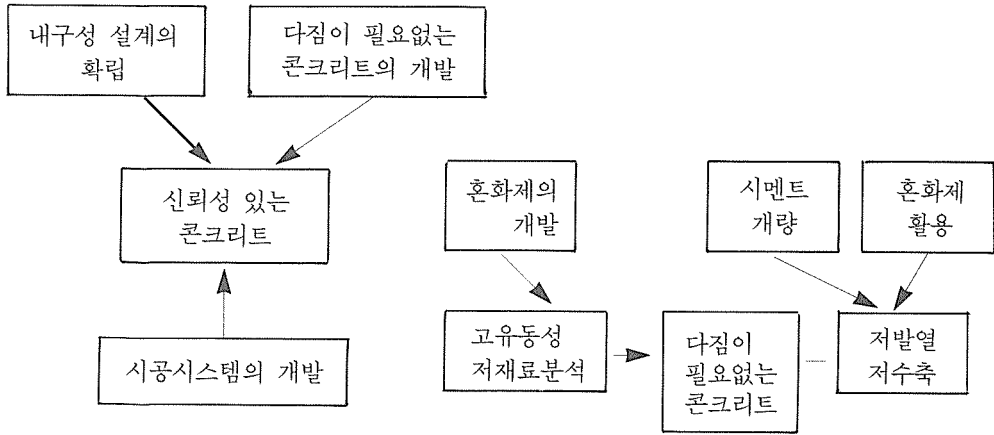 내구성 설계의
확립
다짐이 필요없는
콘크리트의 개발
신뢰성 있는
콘크리트
시공시스템의 개발
혼화제의
개발
시멘트
개량
혼화제
활용
고유동성
저재료분석
다짐이
필요없는
콘크리트
저발열
저수축